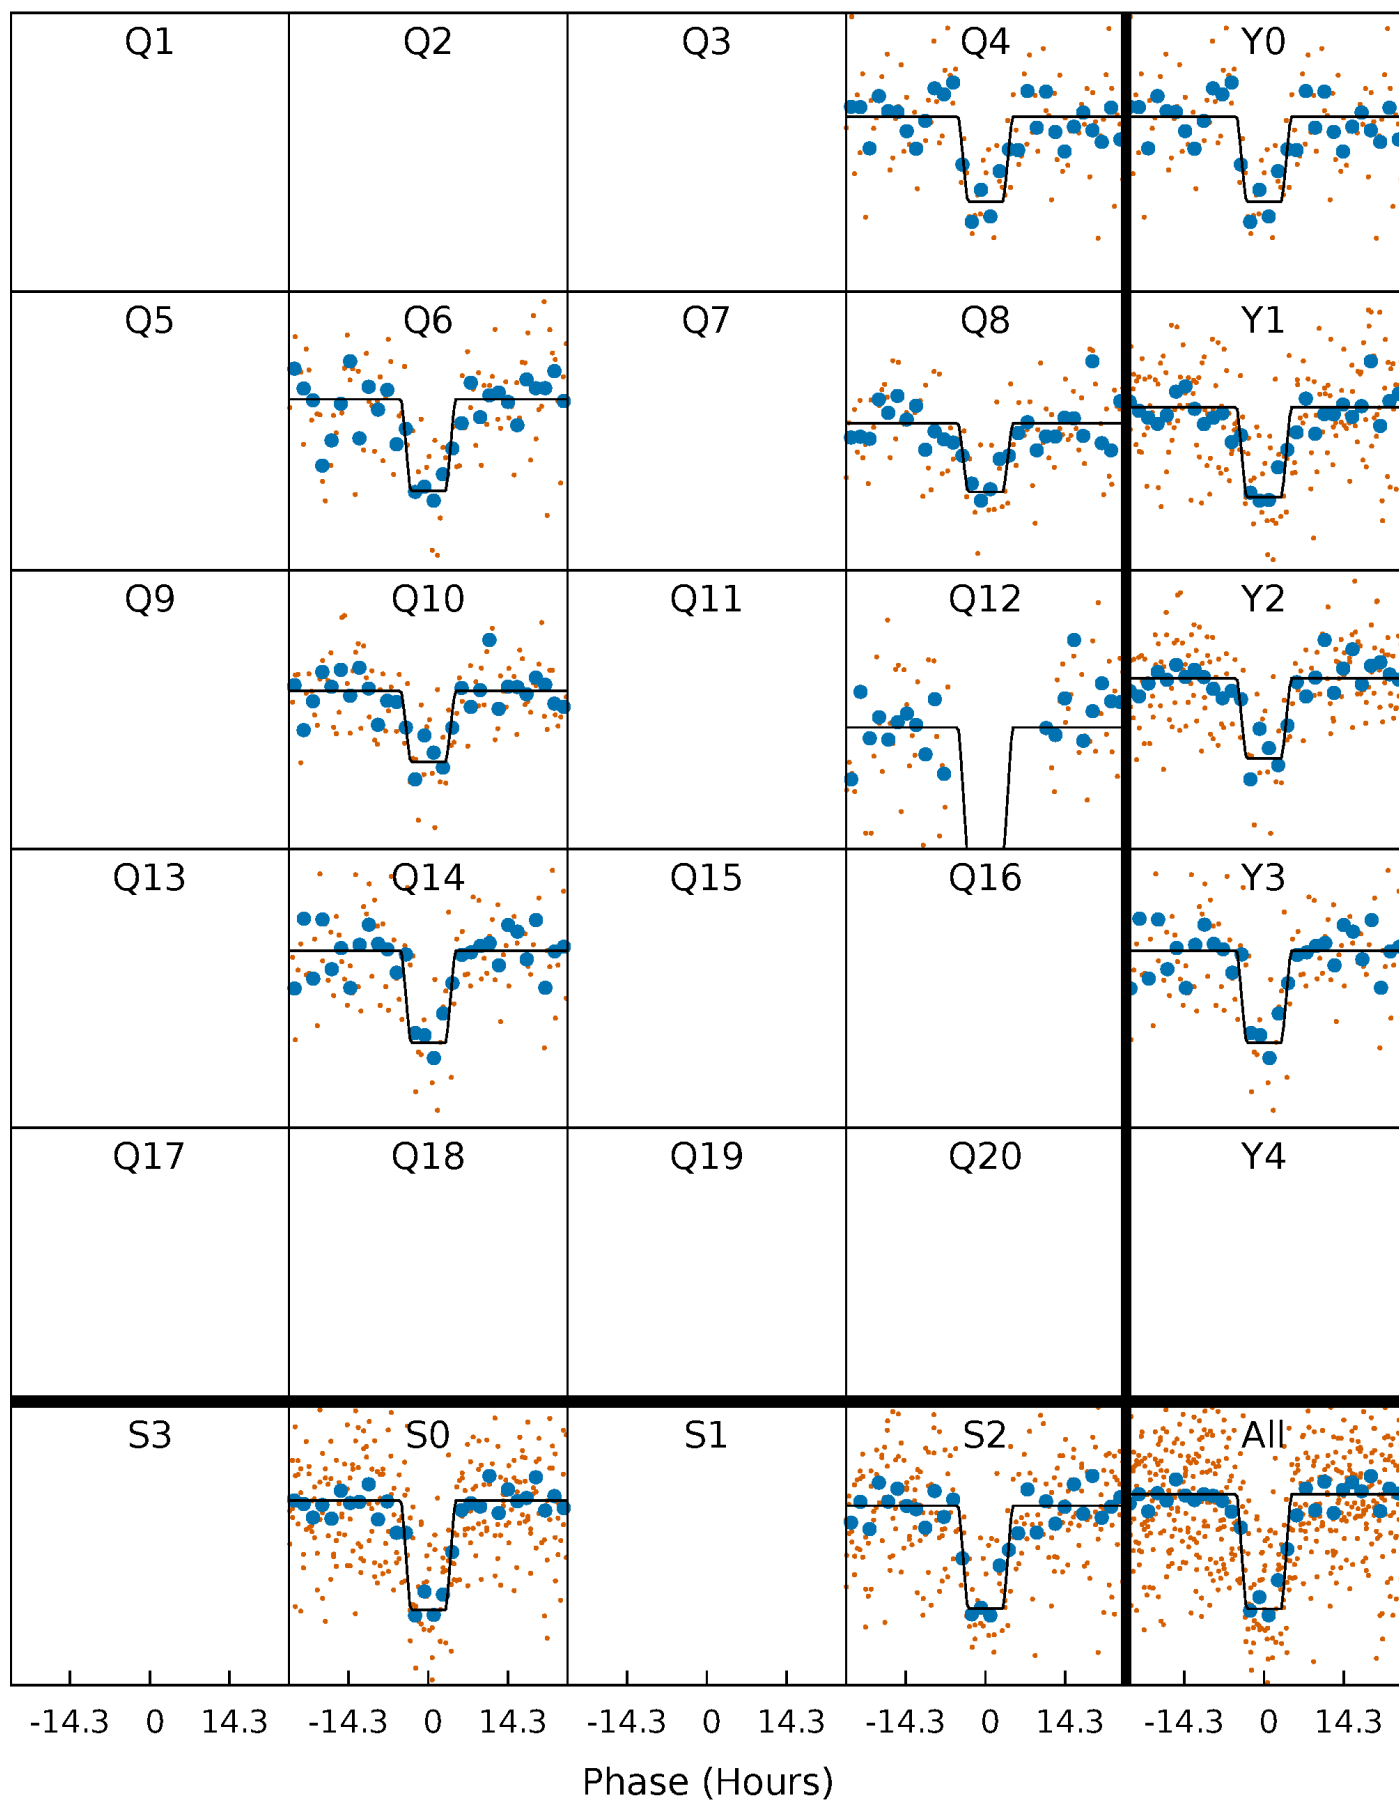 Q1 Q2 Q3 Q4 Y0
Q5 Q6 Q7 Q8 Y1
Q9 Q10 Q11 Q12 Y2
Q13 Q14 Q15 Q16 Y3
Q17 Q18 Q19 Q20 Y4
S3 S0 S1 S2 All
-14.3 0 14.3 -14.3 0 14.3 -14.3 0 14.3 -14.3 0 14.3 -14.3 0 14.3
Phase (Hours)